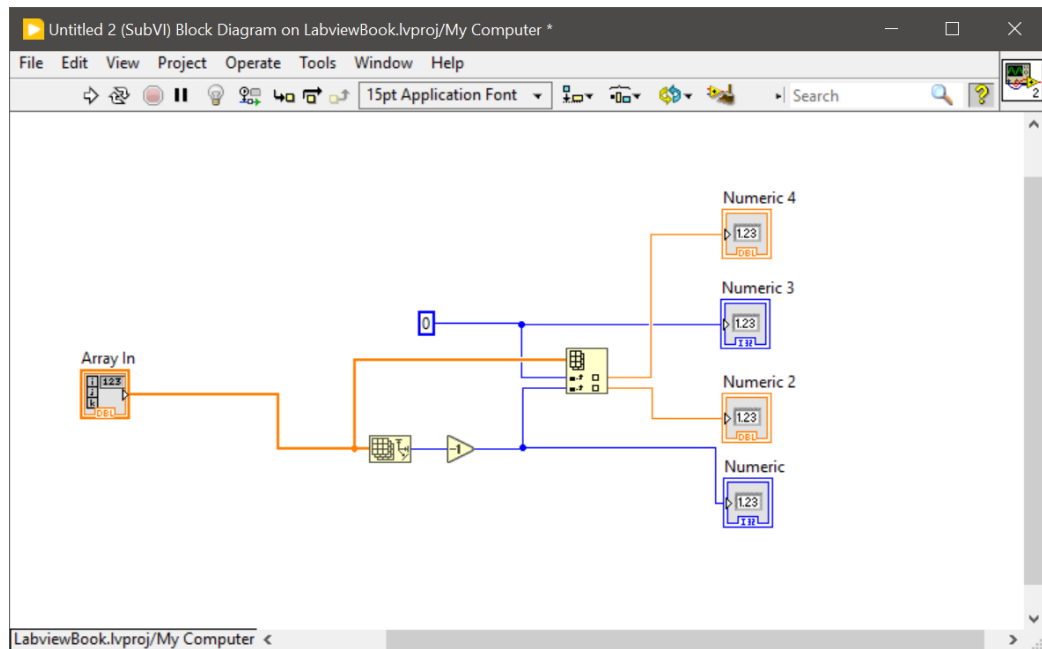 Untitled 2 (SubVI) Block Diagram on LabviewBook.lvproj/My Computer *
File Edit View Project Operate Tools Window Help
15pt Application Font Search
2
Numeric 4
1.23
DBL
Numeric 3
0
1.23
I32
Array In
i 123
j
k
DBL
Numeric 2
1.23
DBL
-1
Numeric
1.23
I32
LabviewBook.lvproj/My Computer